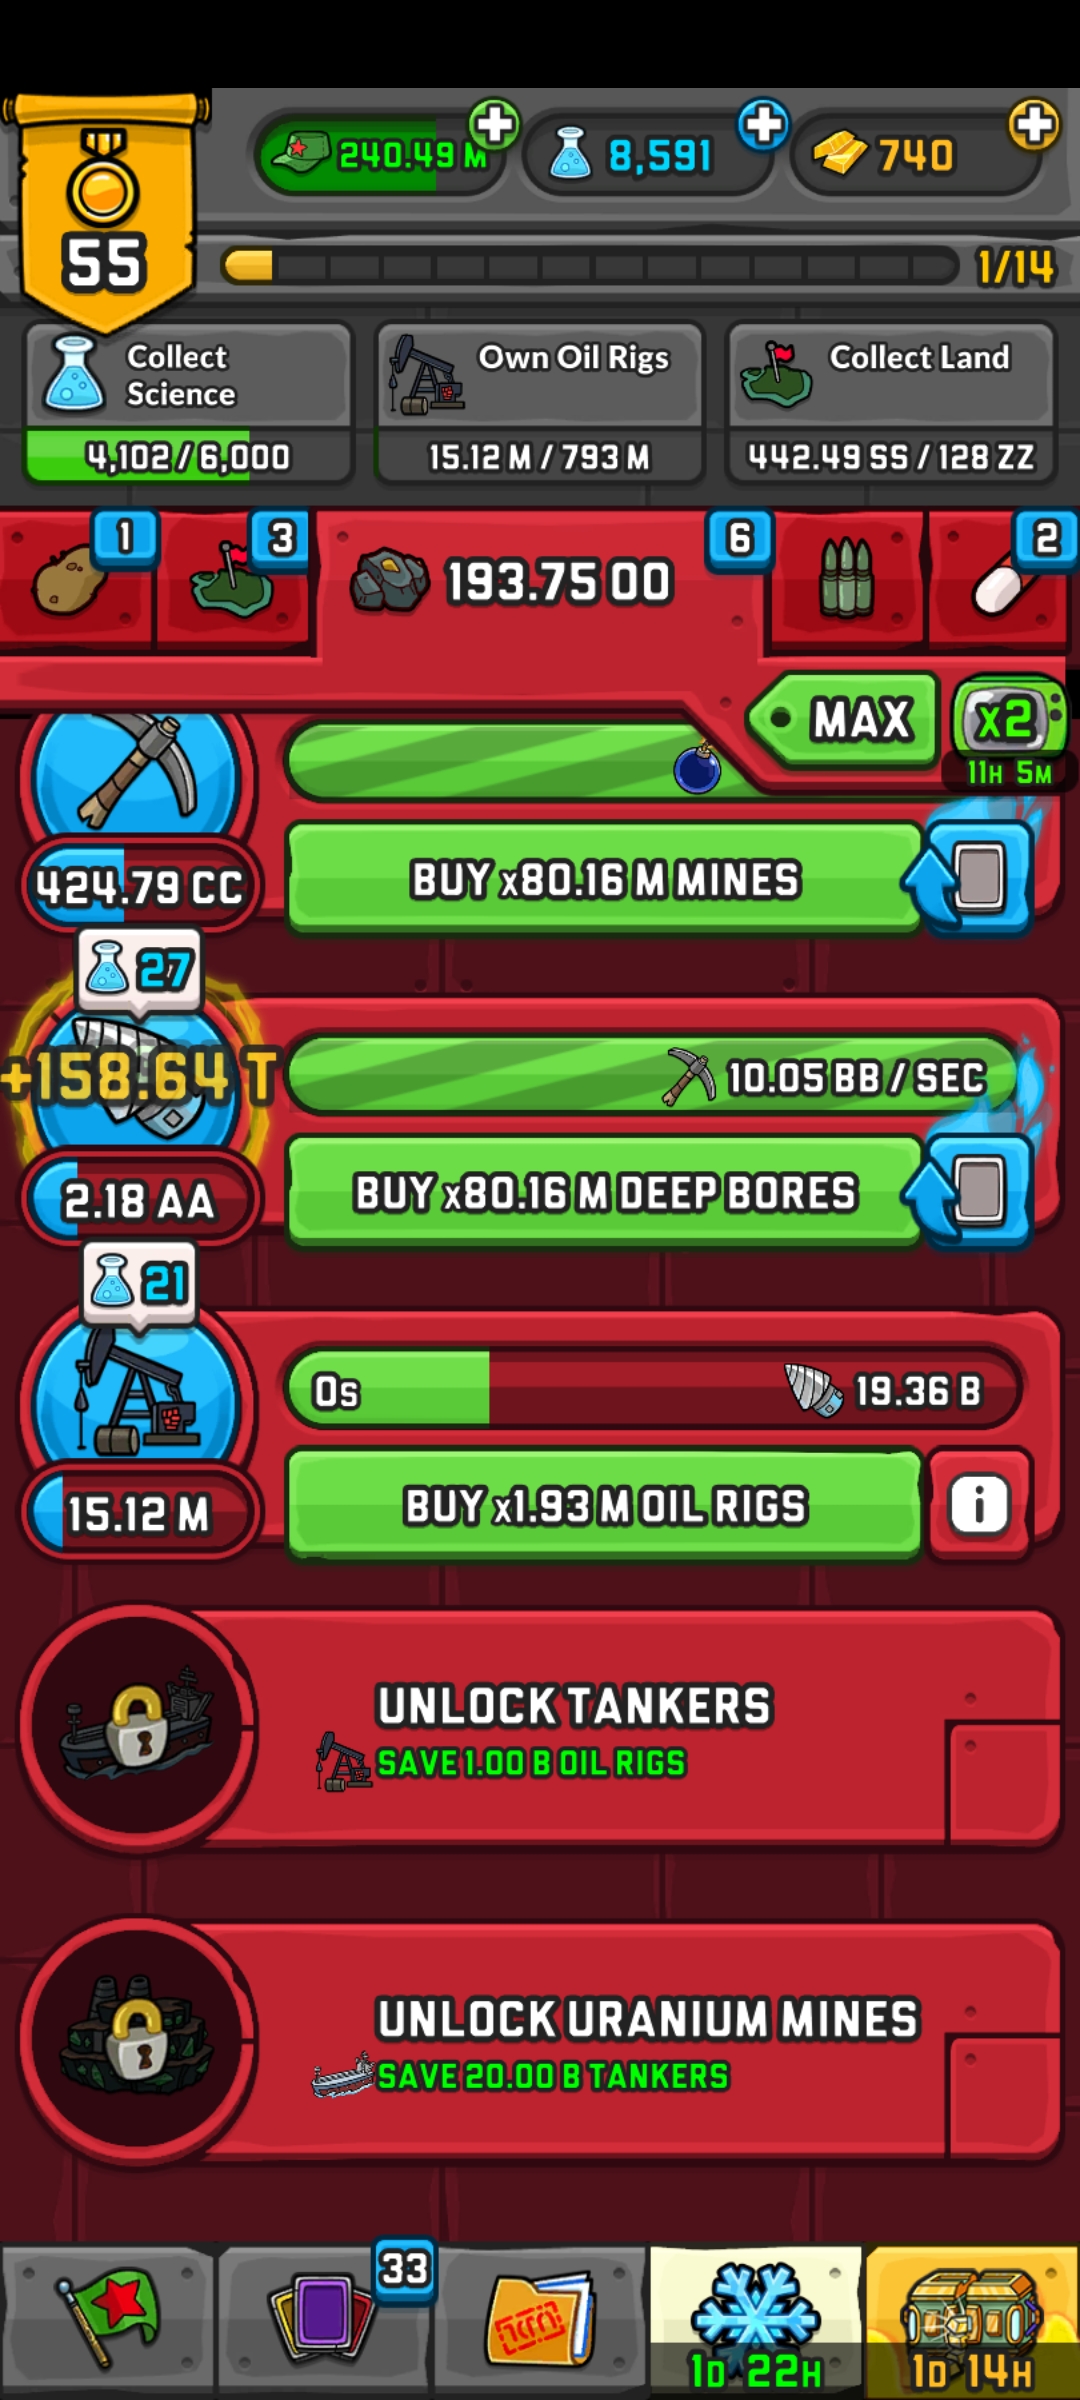 240.49 M
8,591
740
55
1/14
Collect
Science
4,102 / 6,000
Own Oil Rigs
15.12 M / 793 M
Collect Land
442.49 SS / 128 ZZ
1
3
193.75 OO
6
2
MAX
x2
11H 5M
424.79 CC
BUY x80.16 M MINES
27
+158.64 T
10.05 BB / SEC
2.18 AA
BUY x80.16 M DEEP BORES
21
0s
19.36 B
15.12 M
BUY x1.93 M OIL RIGS
i
UNLOCK TANKERS
SAVE 1.00 B OIL RIGS
UNLOCK URANIUM MINES
SAVE 20.00 B TANKERS
33
1D 22H
1D 14H